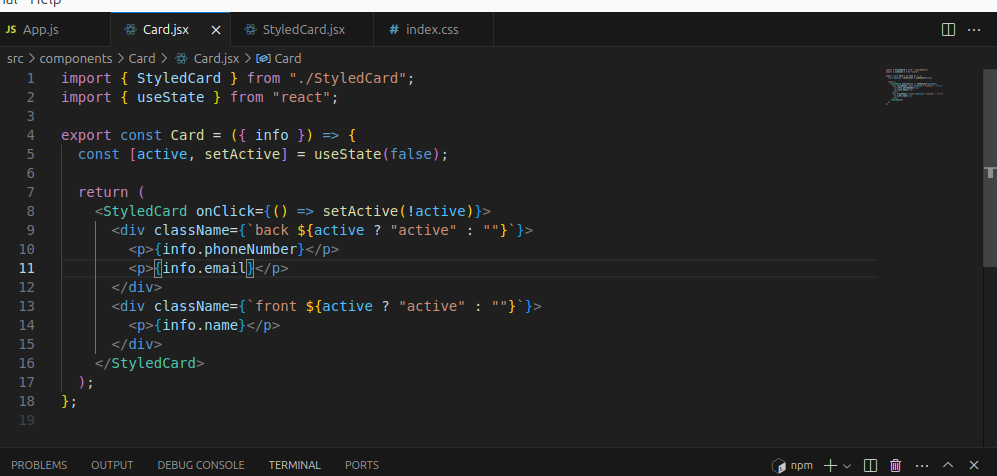 Help
JS App.js
Card.jsx
StyledCard.jsx
# index.css
src > components > Card > Card.jsx > Card
1 import { StyledCard } from "./StyledCard";
2 import { useState } from "react";
3
4 export const Card = ({ info }) => {
5 const [active, setActive] = useState(false);
6
7 return (
8 <StyledCard onClick={() => setActive(!active)}>
9 <div className={`back ${active ? "active" : ""}`}>
10 <p>{info.phoneNumber}</p>
11 <p>{info.email}</p>
12 </div>
13 <div className={`front ${active ? "active" : ""}`}>
14 <p>{info.name}</p>
15 </div>
16 </StyledCard>
17 );
18 };
19
PROBLEMS OUTPUT DEBUG CONSOLE TERMINAL PORTS
npm